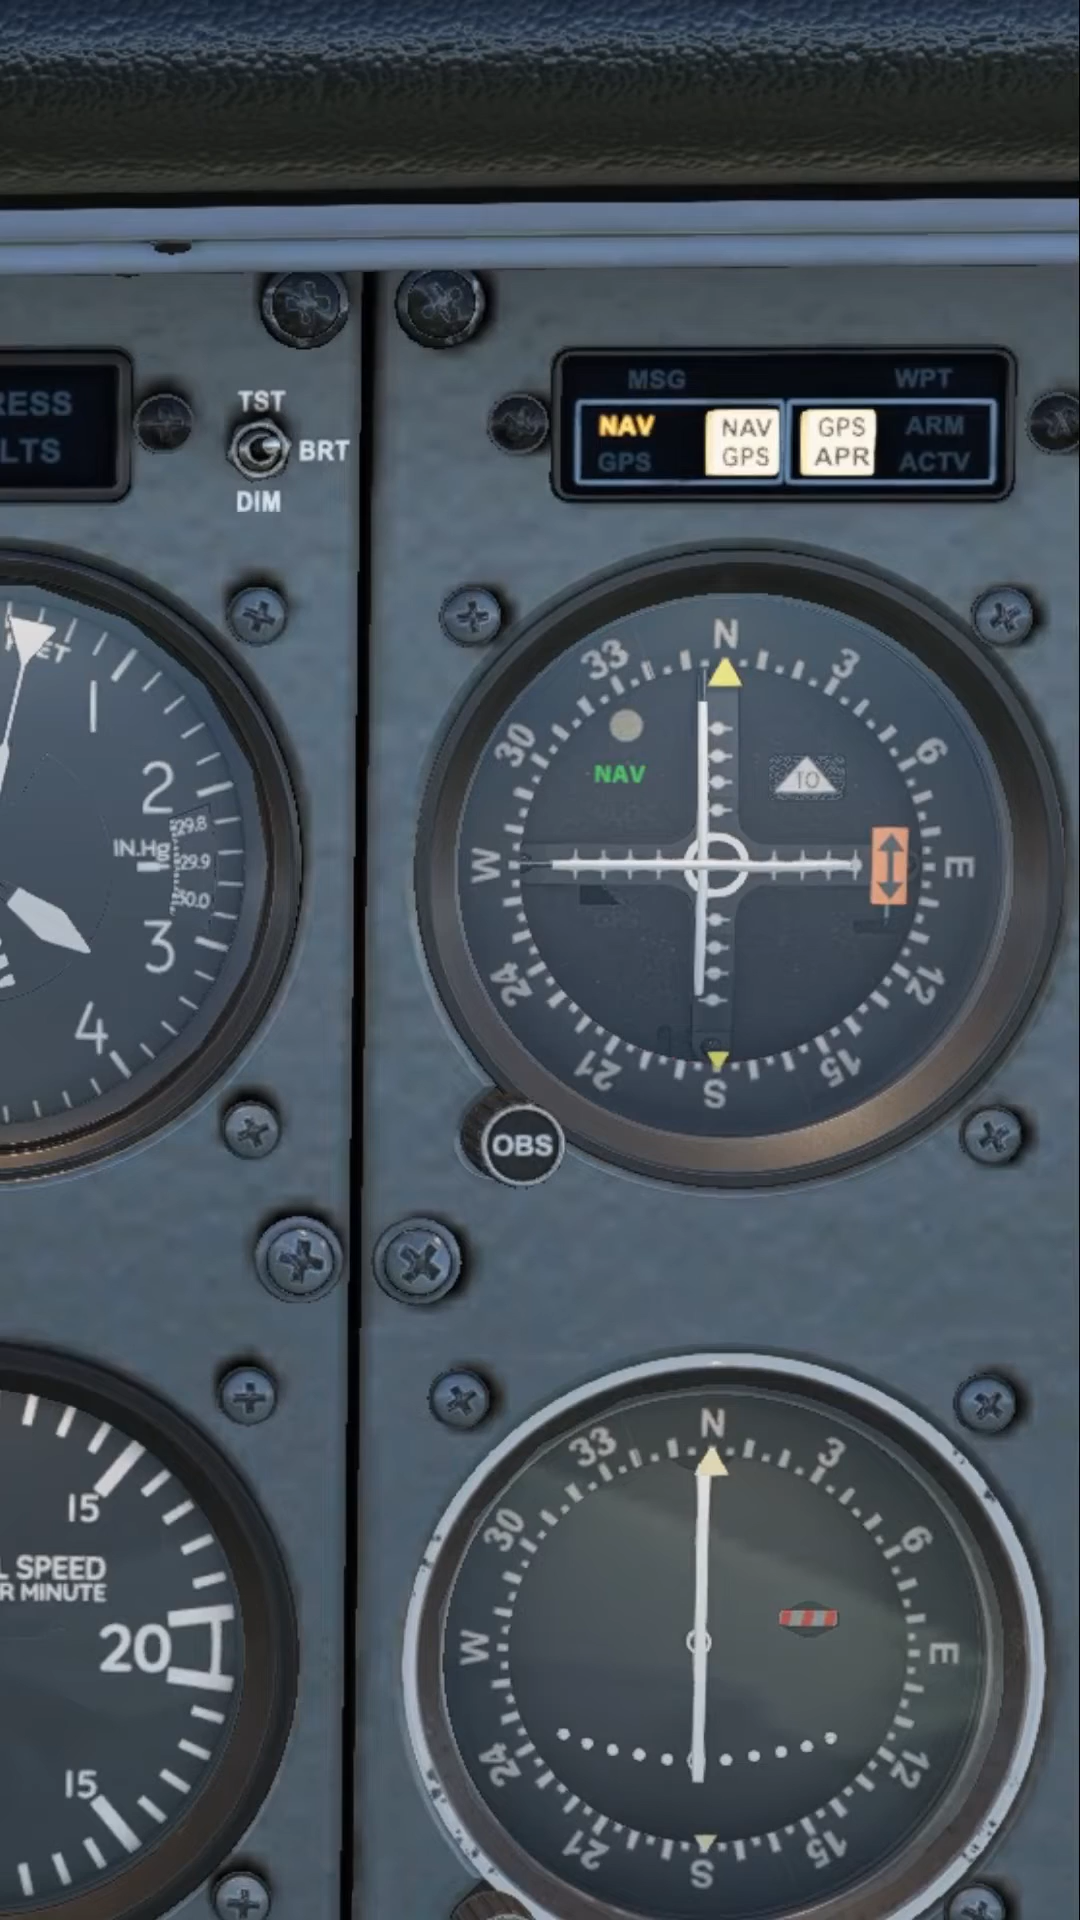 TST
BRT
DIM
RESS
LTS
MSG WPT
NAV NAV GPS ARM
GPS GPS APR ACTV
1
2
29.8
IN.Hg 29.9
30.0
3
4
N
33 3
30 6
NAV TO
W E
24 12
21 15
S
OBS
15
L SPEED
R MINUTE
20
15
N
33 3
30 6
W E
24 12
21 15
S